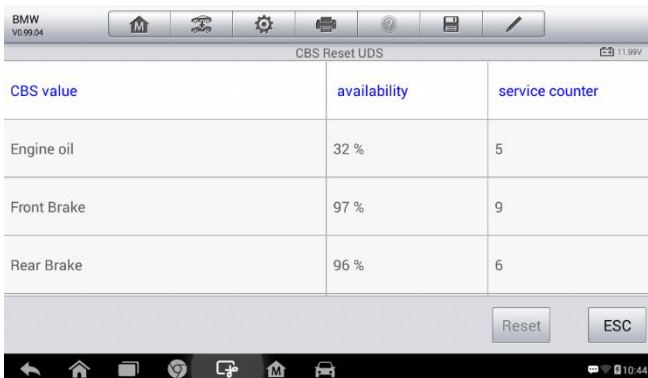 BMW
V0.99.04
CBS Reset UDS
11.99V
CBS value availability service counter
Engine oil 32 % 5
Front Brake 97 % 9
Rear Brake 96 % 6
Reset ESC
10:44